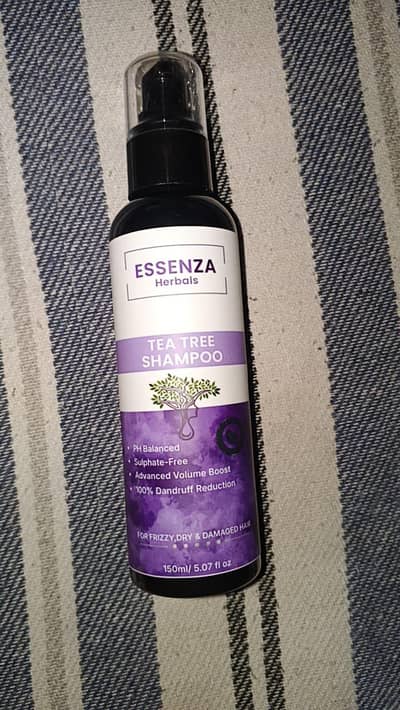 ESSENZA
Herbals
TEA TREE
SHAMPOO
• PH Balanced
• Sulphate-Free
• Advanced Volume Boost
• 100% Dandruff Reduction
FOR FRIZZY,DRY & DAMAGED HAIR
150ml/ 5.07 fl oz